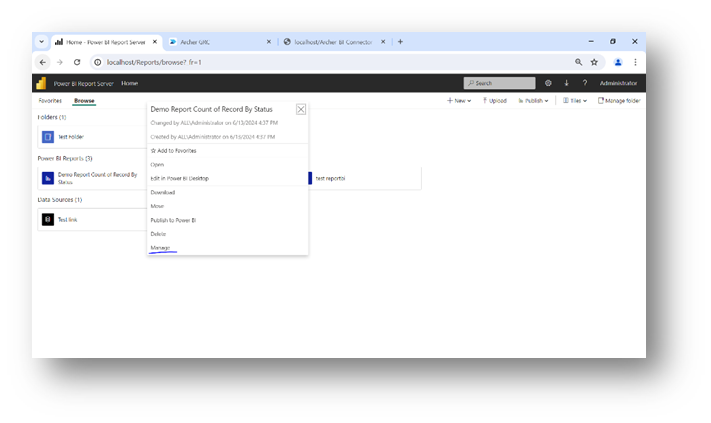 Home - Power BI Report Server
Archer GRC
localhost/Archer BI Connector
localhost/Reports/browse? fr=1
Power BI Report Server Home
Search
Administrator
Favorites Browse
New
Upload
Publish
Tiles
Manage folder
Folders (1)
Test Folder
Power BI Reports (3)
Demo Report Count of Record By
Status
test reportsi
Data Sources (1)
Test link
Demo Report Count of Record By Status
Changed by ALL\Administrator on 6/13/2024 4:37 PM
Created by ALL\Administrator on 6/13/2024 4:37 PM
Add to Favorites
Open
Edit in Power BI Desktop
Download
Move
Publish to Power BI
Delete
Manage